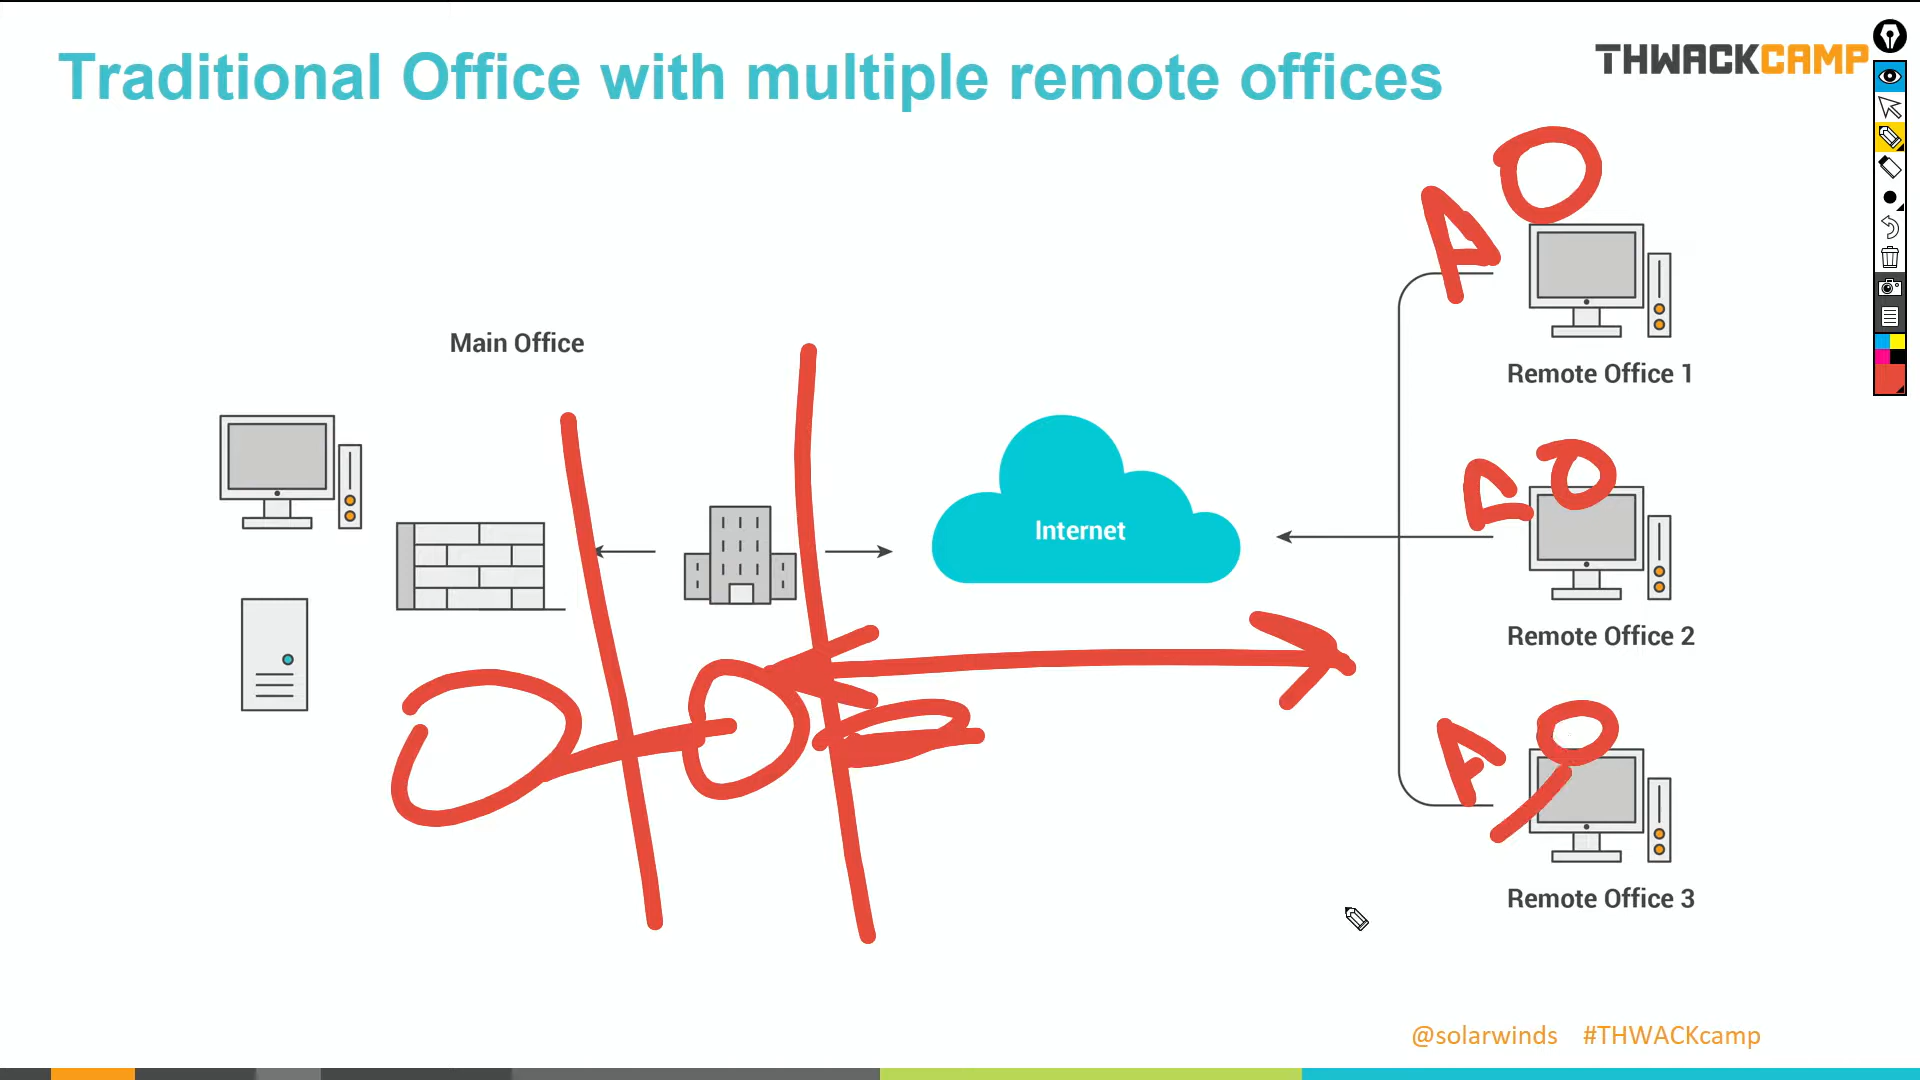 Traditional Office with multiple remote offices
THWACKCAMP
A
Main Office
Remote Office 1
Internet
Remote Office 2
Remote Office 3
@solarwinds #THWACKcamp